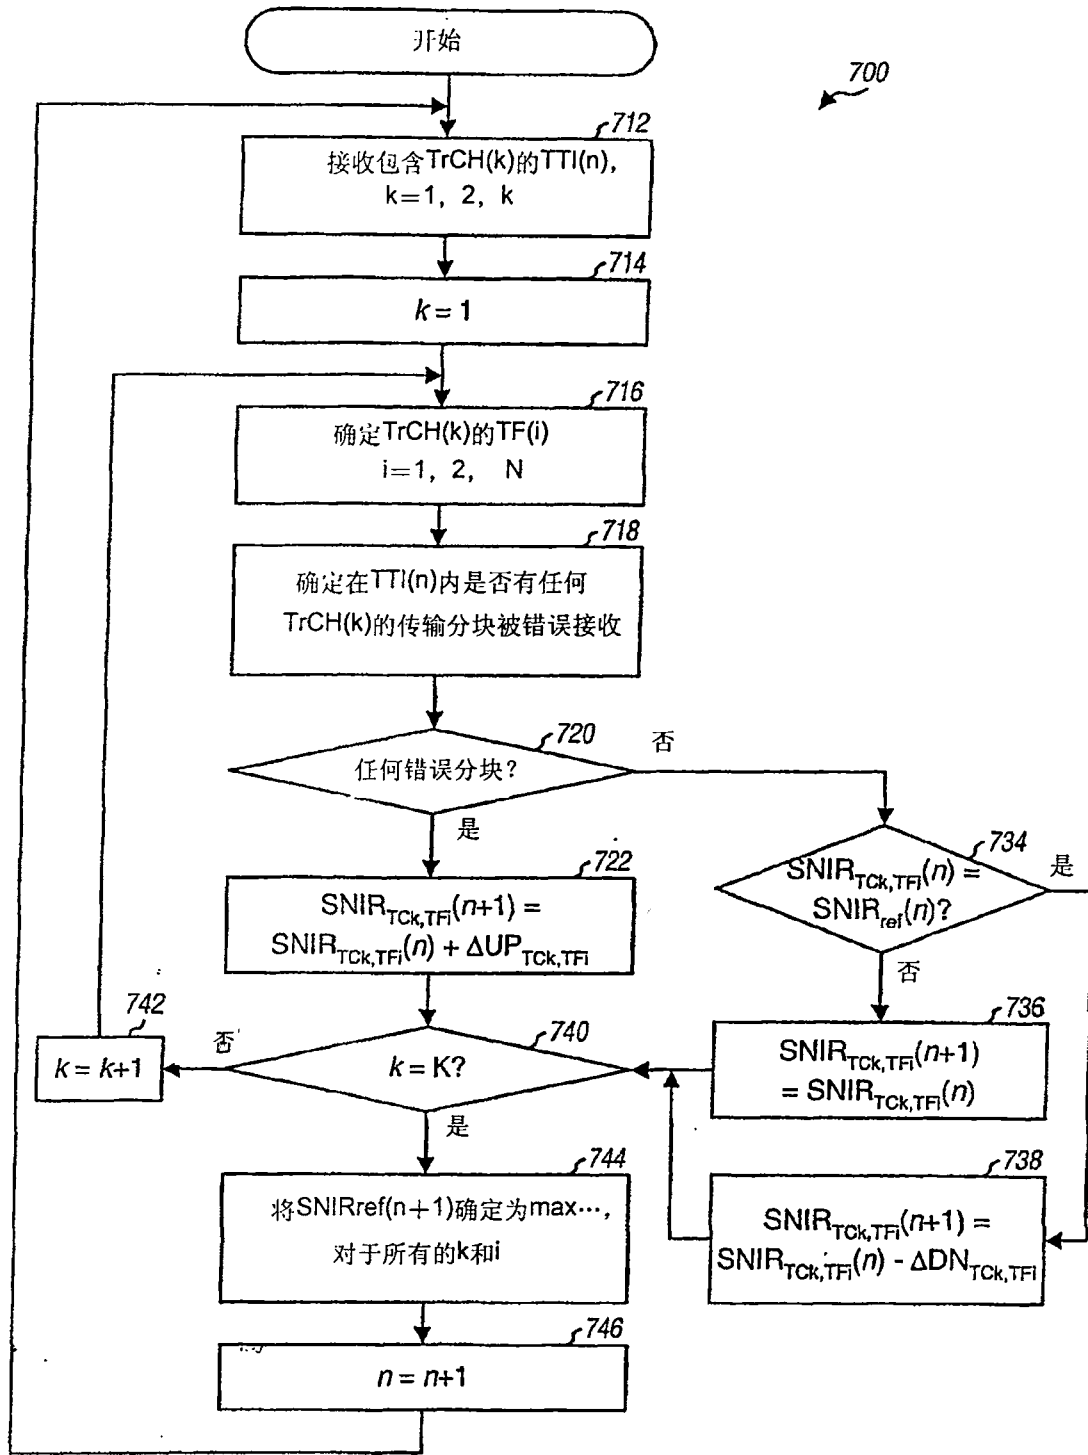 开始
700
712
接收包含TrCH(k)的TTI(n),
k=1, 2, k
714
k = 1
716
确定TrCH(k)的TF(i)
i=1, 2, N
718
确定在TTI(n)内是否有任何
TrCH(k)的传输分块被错误接收
720
任何错误分块?
否
是
734
SNIR_TCk,TFi(n) =
SNIR_ref(n)?
是
否
722
SNIR_TCk,TFi(n+1) =
SNIR_TCk,TFi(n) + ΔUP_TCk,TFi
736
SNIR_TCk,TFi(n+1)
= SNIR_TCk,TFi(n)
742
k = k+1
否
740
k = K?
是
738
SNIR_TCk,TFi(n+1) =
SNIR_TCk,TFi(n) - ΔDN_TCk,TFi
744
将SNIRref(n+1)确定为max…,
对于所有的k和i
746
n = n+1